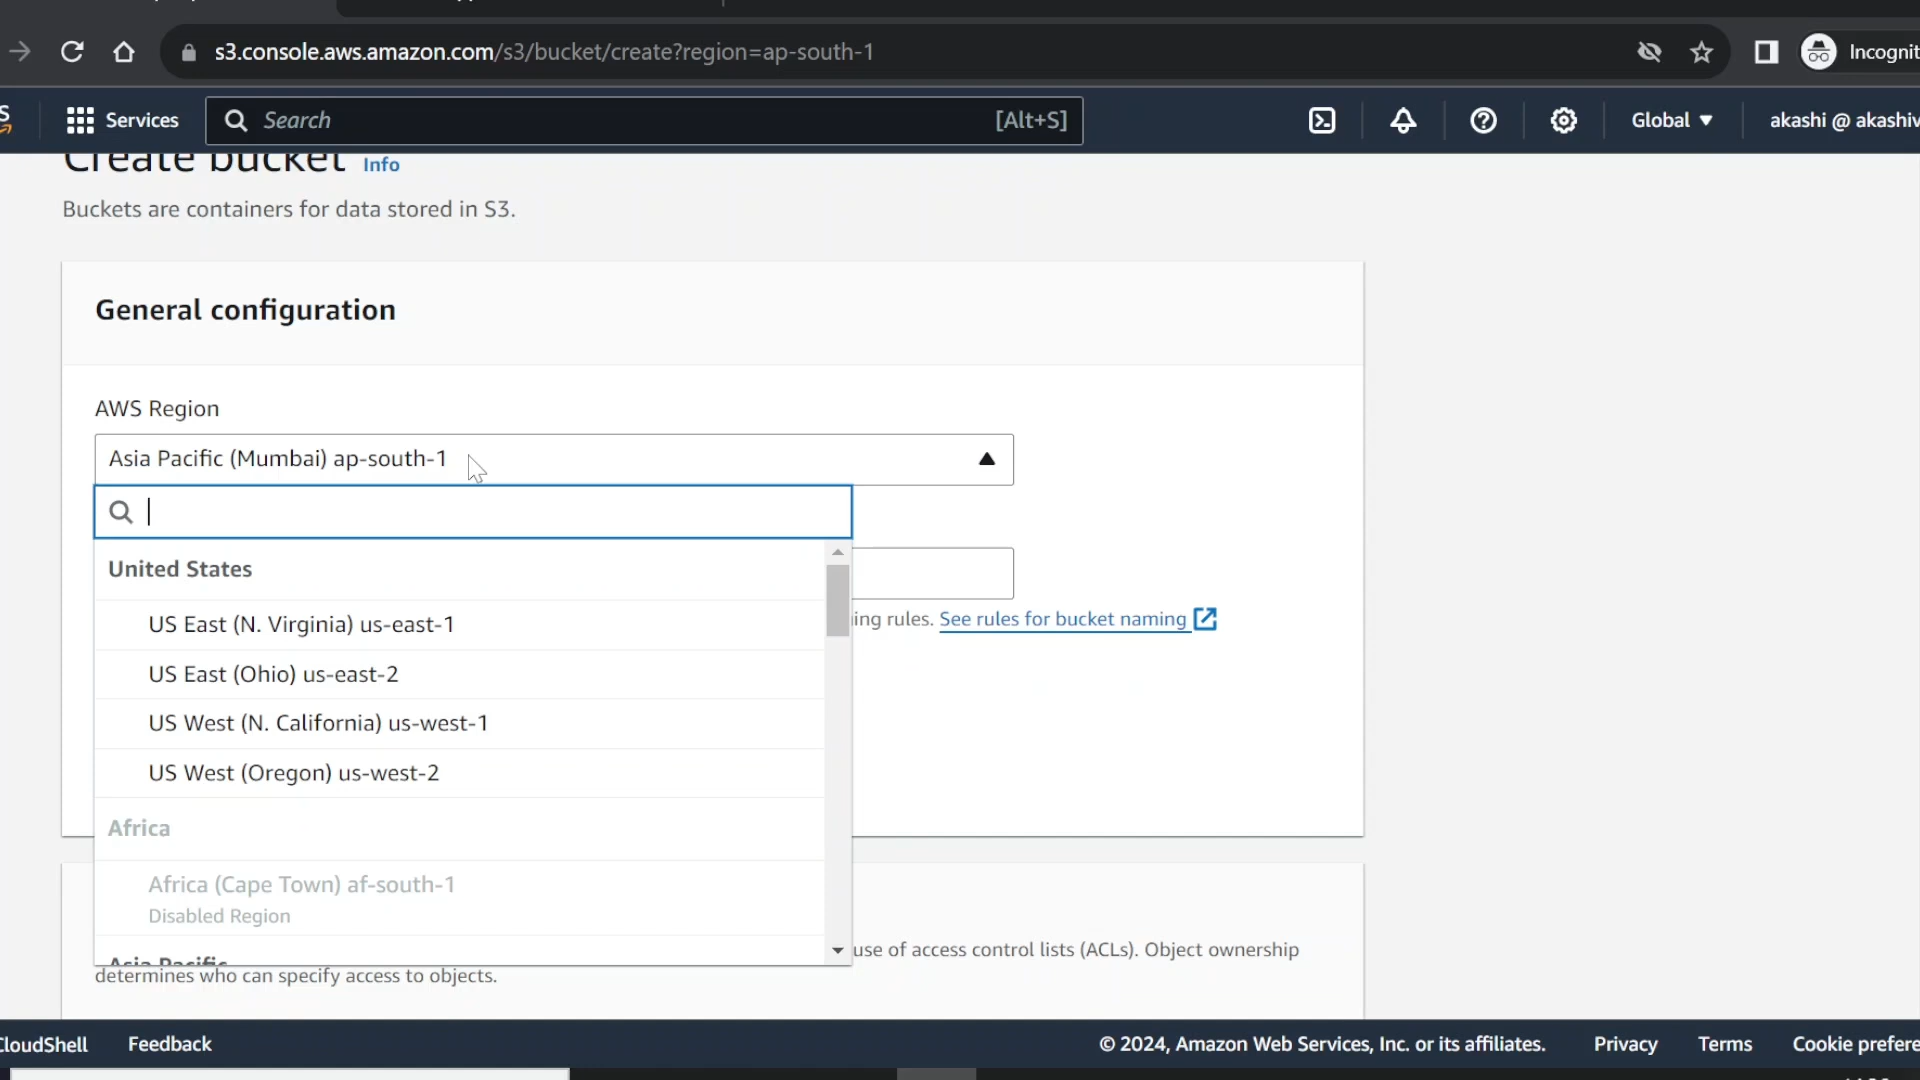 s3.console.aws.amazon.com/s3/bucket/create?region=ap-south-1
Incognit
Services
Search
[Alt+S]
Global
akashi @ akashiv
Create bucket Info
Buckets are containers for data stored in S3.
General configuration
AWS Region
Asia Pacific (Mumbai) ap-south-1
United States
US East (N. Virginia) us-east-1
ing rules. See rules for bucket naming
US East (Ohio) us-east-2
US West (N. California) us-west-1
US West (Oregon) us-west-2
Africa
Africa (Cape Town) af-south-1
Disabled Region
Asia Pacific
use of access control lists (ACLs). Object ownership
determines who can specify access to objects.
CloudShell
Feedback
© 2024, Amazon Web Services, Inc. or its affiliates.
Privacy
Terms
Cookie prefere